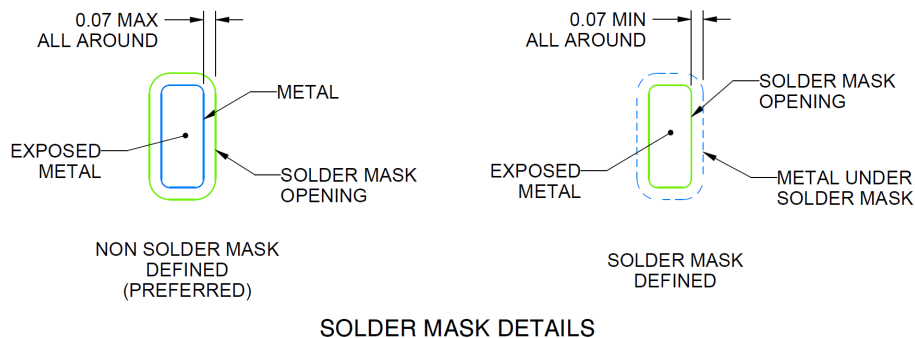 0.07 MAX
ALL AROUND
METAL
EXPOSED
METAL
SOLDER MASK
OPENING
NON SOLDER MASK
DEFINED
(PREFERRED)
0.07 MIN
ALL AROUND
SOLDER MASK
OPENING
EXPOSED
METAL
METAL UNDER
SOLDER MASK
SOLDER MASK
DEFINED
SOLDER MASK DETAILS